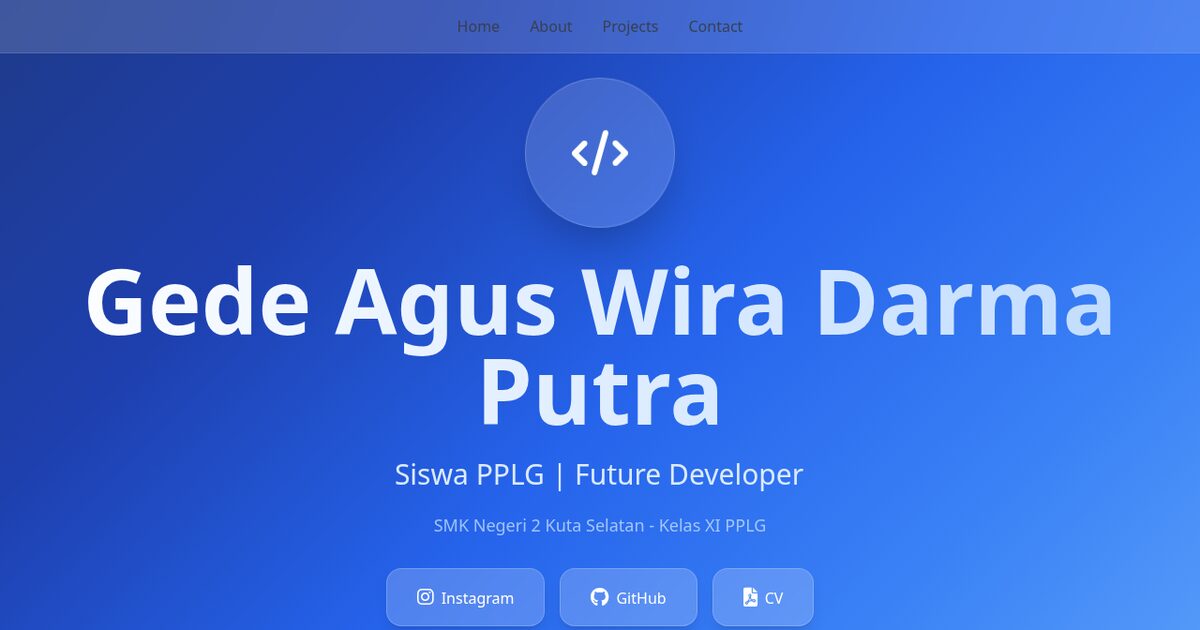 Home About Projects Contact
</>
Gede Agus Wira Darma
Putra
Siswa PPLG | Future Developer
SMK Negeri 2 Kuta Selatan - Kelas XI PPLG
Instagram GitHub CV